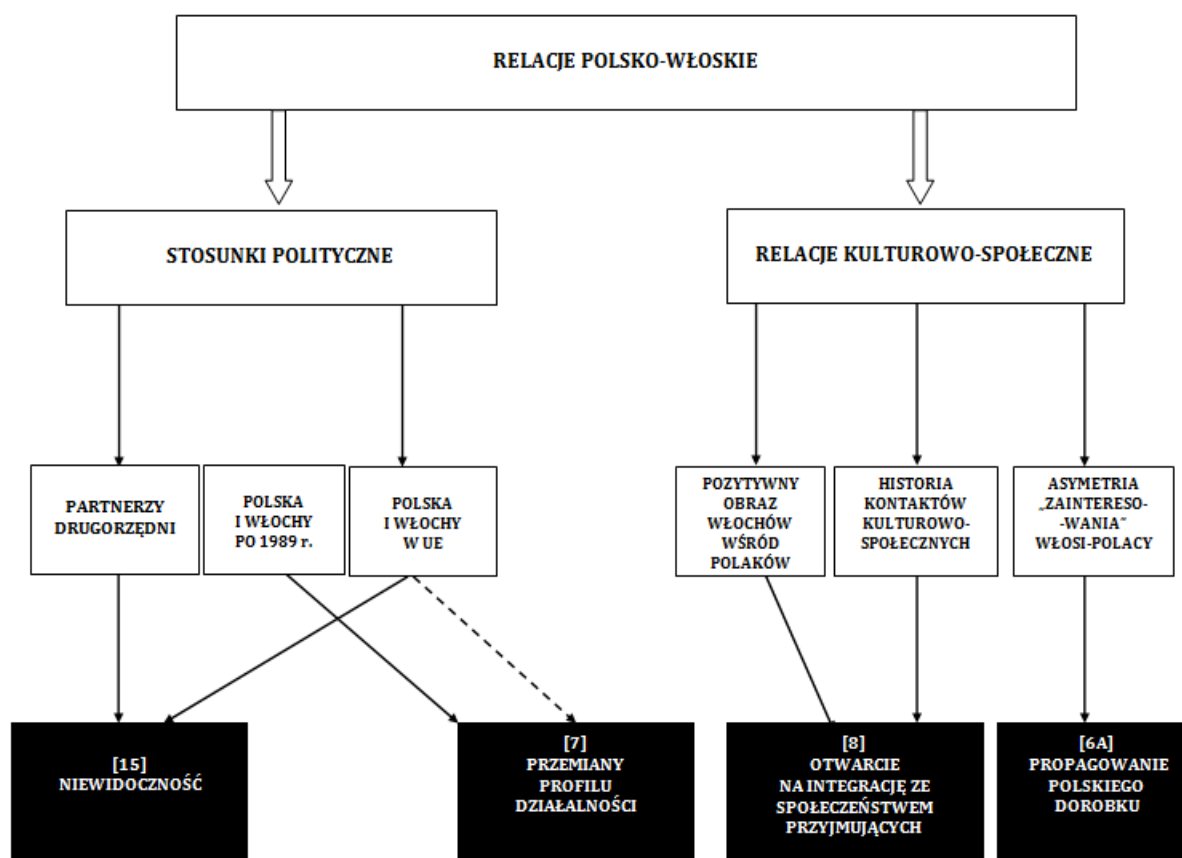 RELACJE POLSKO-WŁOSKIE
STOSUNKI POLITYCZNE
RELACJE KULTUROWO-SPOŁECZNE
PARTNERZY
DRUGORZĘDNI
POLSKA
I WŁOCHY
PO 1989 r.
POLSKA
I WŁOCHY
W UE
POZYTYWNY
OBRAZ
WŁOCHÓW
WŚRÓD
POLAKÓW
HISTORIA
KONTAKTÓW
KULTUROWO-
SPOŁECZNYCH
ASYMETRIA
„ZAINTERESO-
-WANIA”
WŁOSI-POLACY
[15]
NIEWIDOCZNOŚĆ
[7]
PRZEMIANY
PROFILU
DZIAŁALNOŚCI
[8]
OTWARCIE
NA INTEGRACJĘ ZE
SPOŁECZEŃSTWEM
PRZYJMUJĄCYCH
[6A]
PROPAGOWANIE
POLSKIEGO
DOROBKU